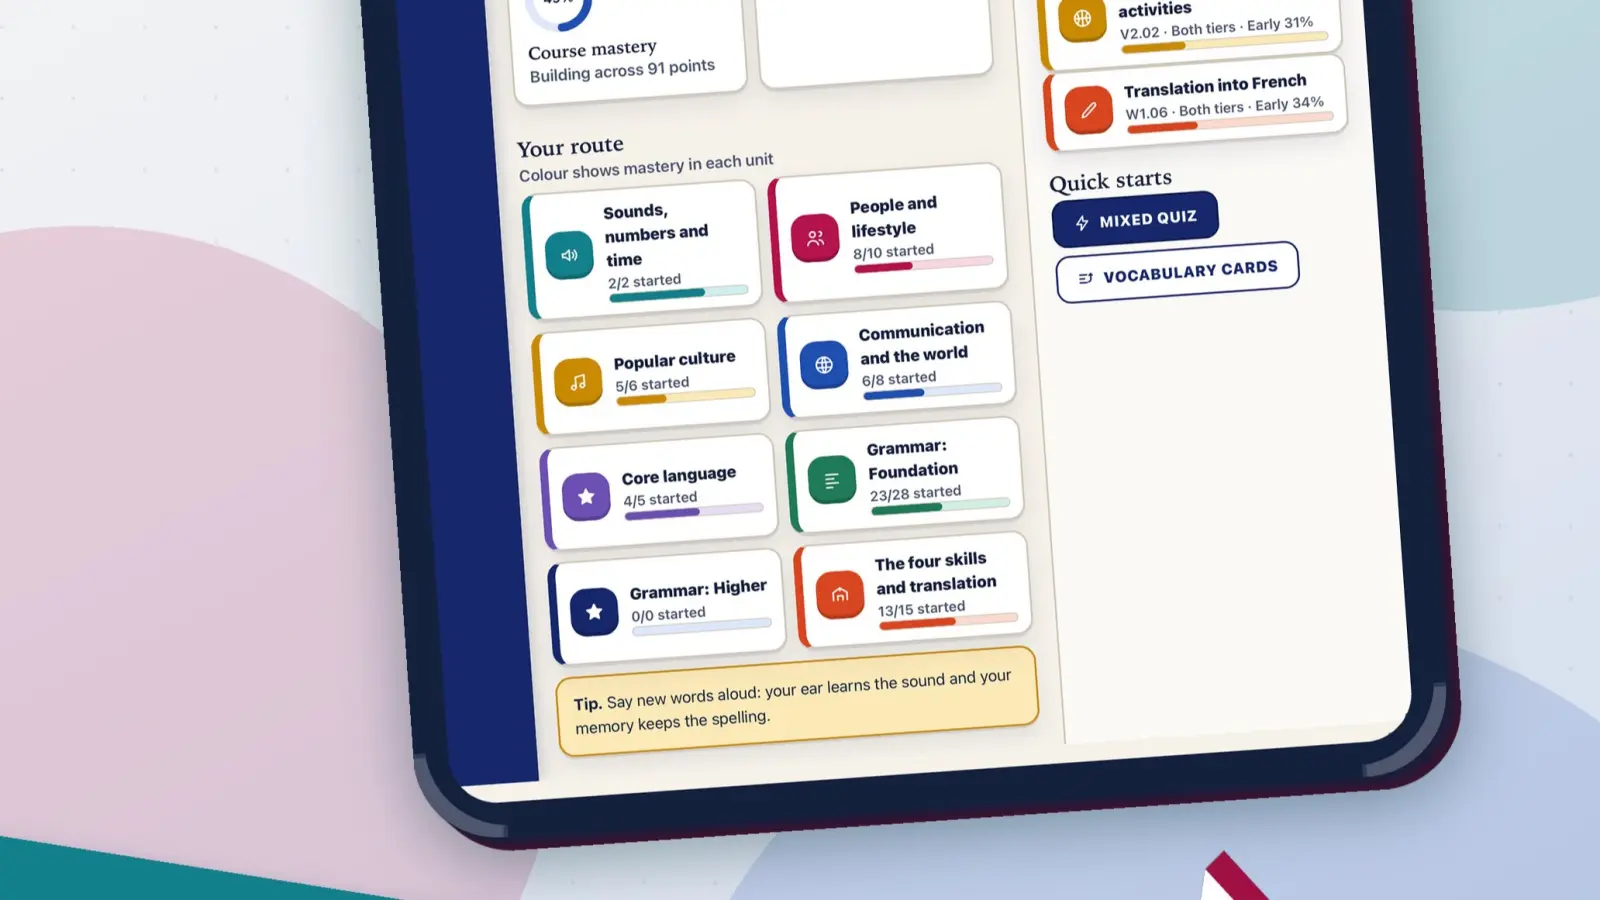 Course mastery
Building across 91 points
Your route
Colour shows mastery in each unit
Sounds,
numbers and
time
2/2 started
People and
lifestyle
8/10 started
Popular culture
5/6 started
Communication
and the world
6/8 started
Core language
4/5 started
Grammar:
Foundation
23/28 started
Grammar: Higher
0/0 started
The four skills
and translation
13/15 started
Tip. Say new words aloud: your ear learns the sound and your
memory keeps the spelling.
activities
V2.02 · Both tiers · Early 31%
Translation into French
W1.06 · Both tiers · Early 34%
Quick starts
MIXED QUIZ
VOCABULARY CARDS